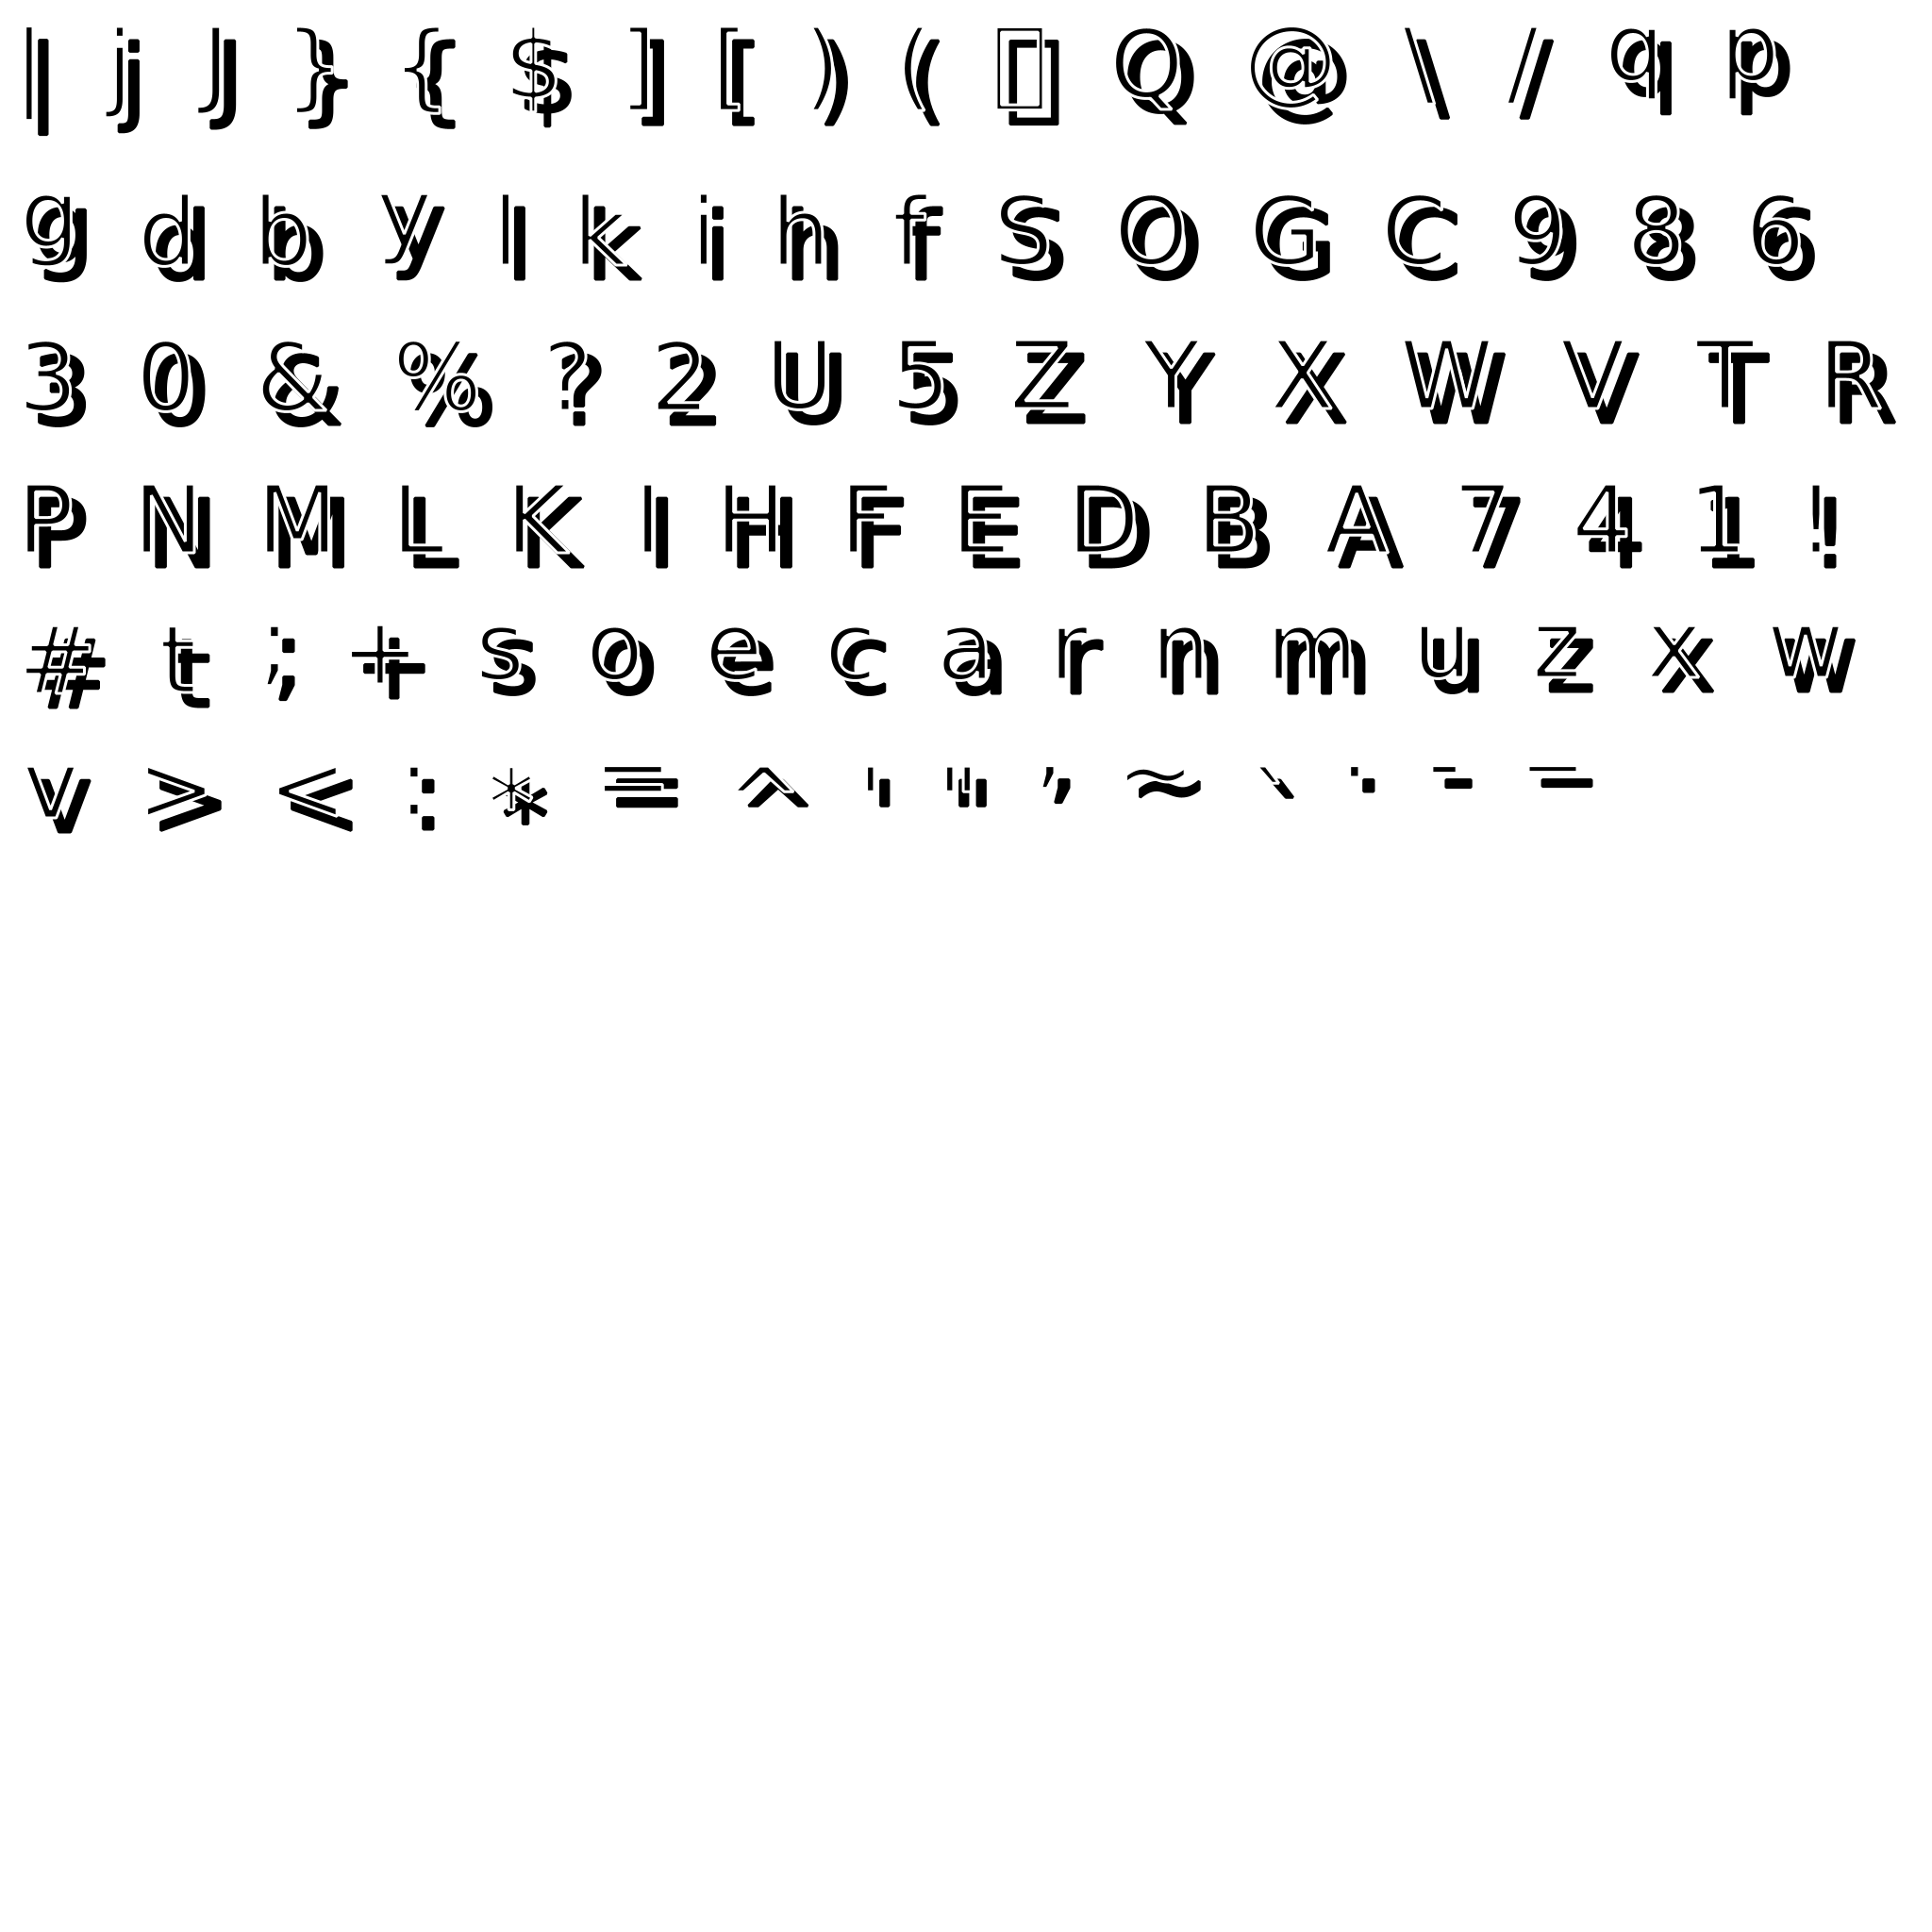 | j J } { $ ] [ ) ( Q @ \ / q p
g d b y l k i h f S O G C 9 8 6
3 0 & % ? 2 U 5 Z Y X W V T R
P N M L K I H F E D B A 7 4 1 !
# t ; + s o e c a r n m u z x w
v > < : * = ^ ' " , ~ ` . - _